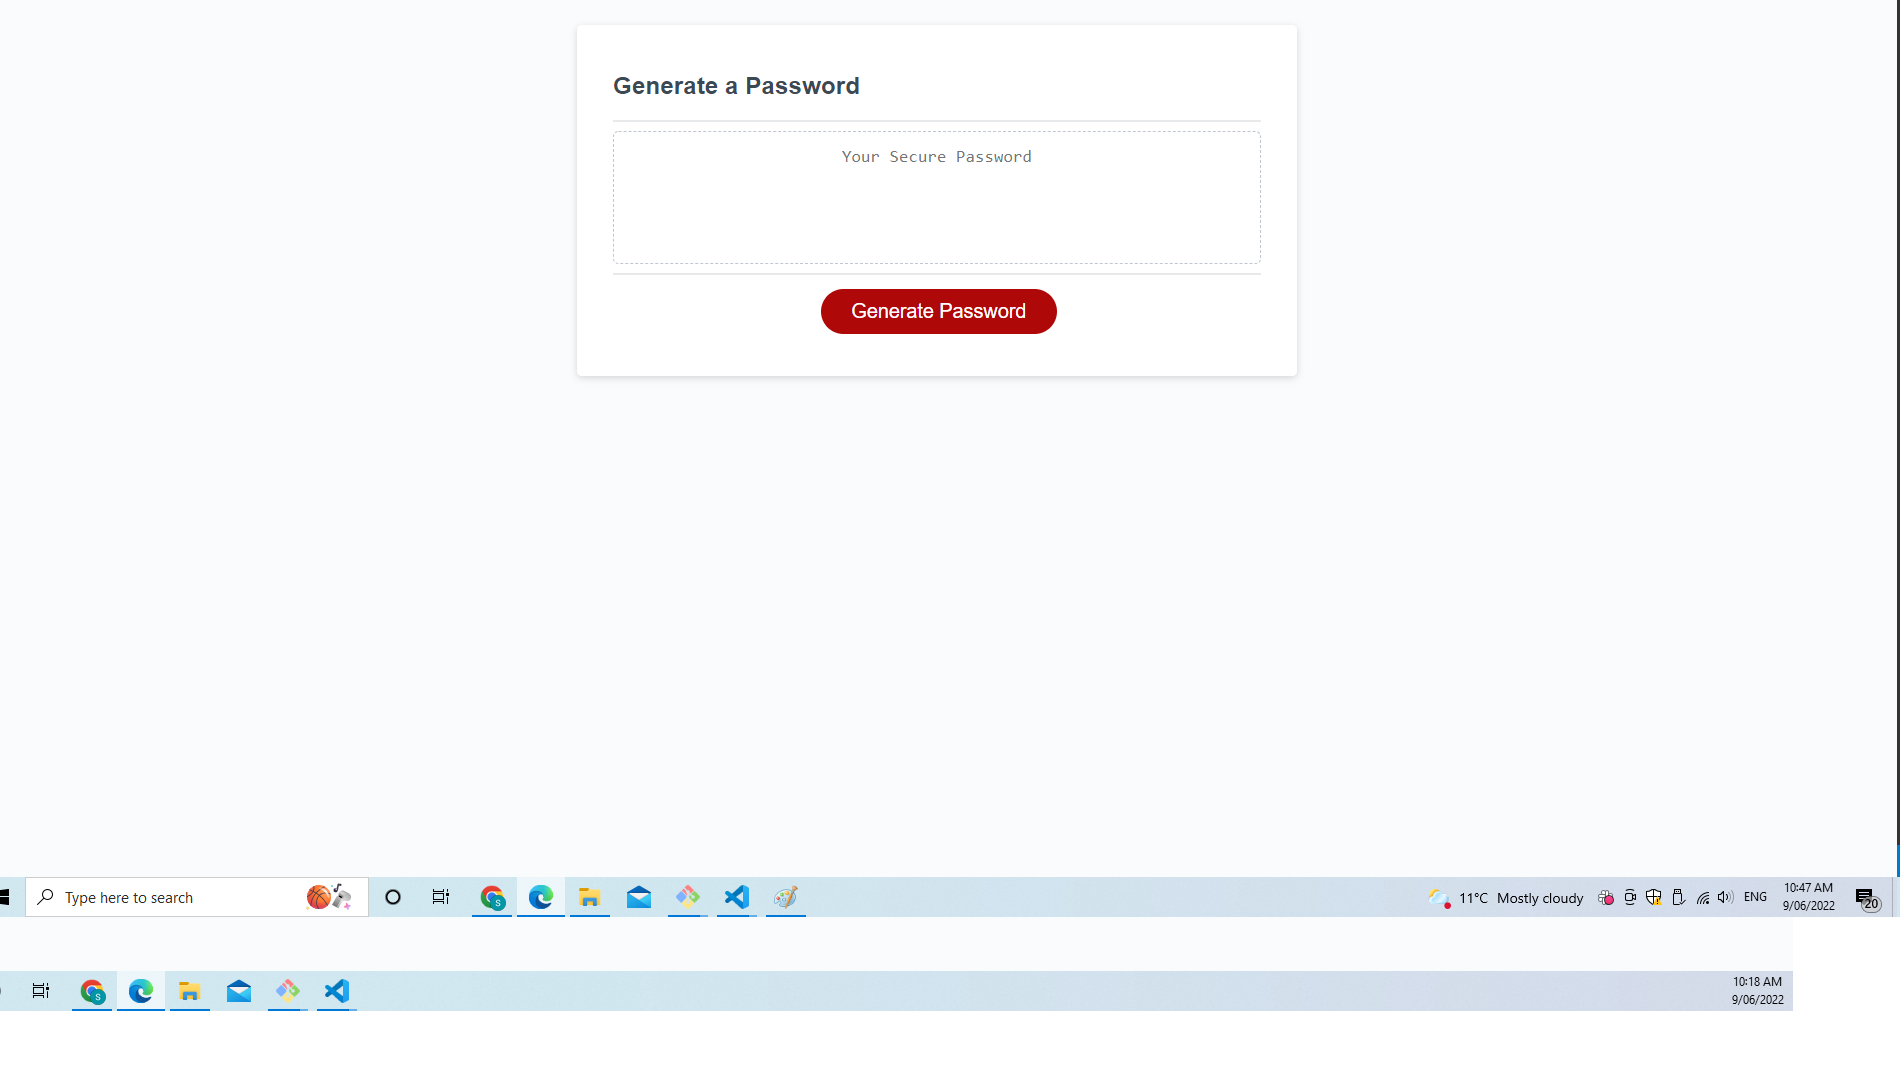 Generate a Password
Your Secure Password
Generate Password
Type here to search
S
11°C Mostly cloudy
ENG
10:47 AM
9/06/2022
20
S
10:18 AM
9/06/2022